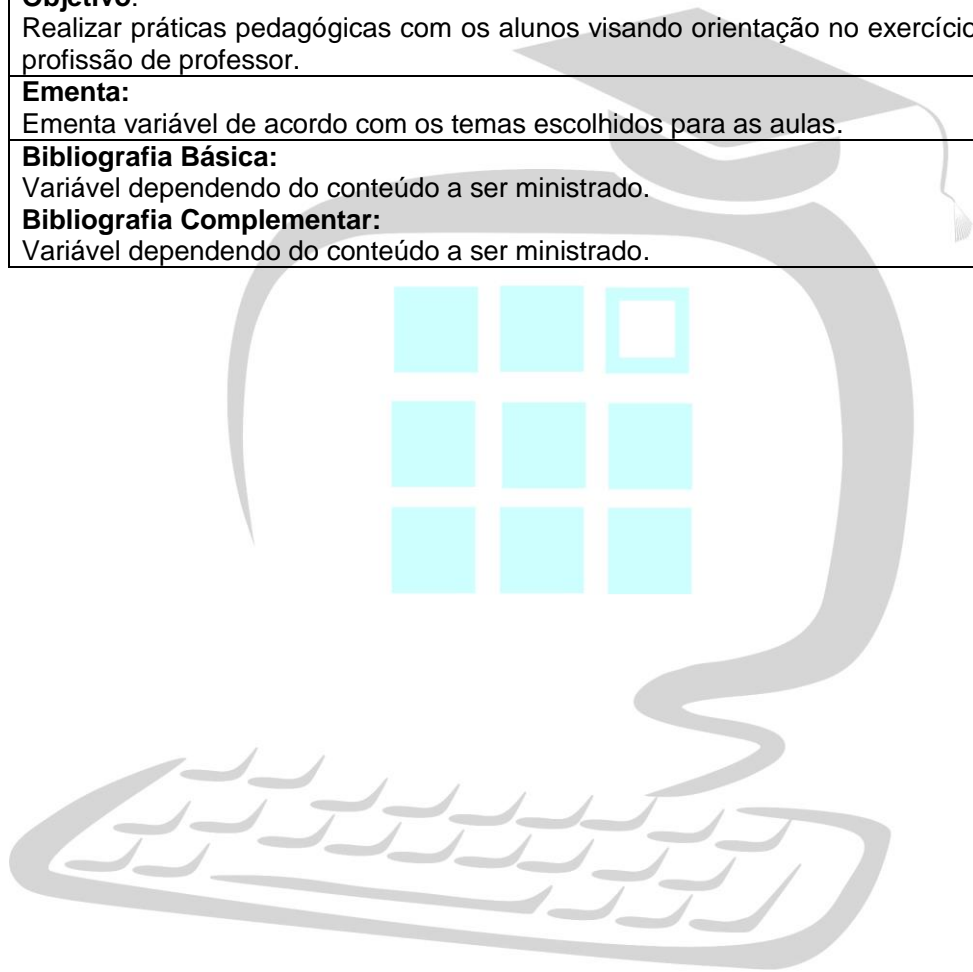 Objetivo:
Realizar práticas pedagógicas com os alunos visando orientação no exercício
profissão de professor.
Ementa:
Ementa variável de acordo com os temas escolhidos para as aulas.
Bibliografia Básica:
Variável dependendo do conteúdo a ser ministrado.
Bibliografia Complementar:
Variável dependendo do conteúdo a ser ministrado.